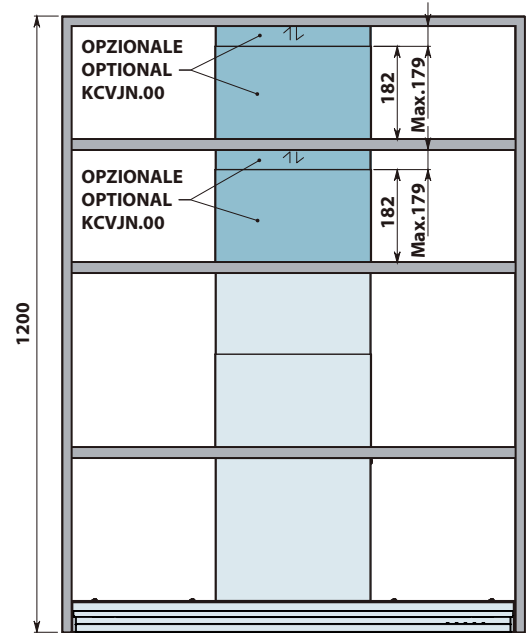 OPZIONALE
OPTIONAL
KCVJN.00
182
Max.179
OPZIONALE
OPTIONAL
KCVJN.00
182
Max.179
1200